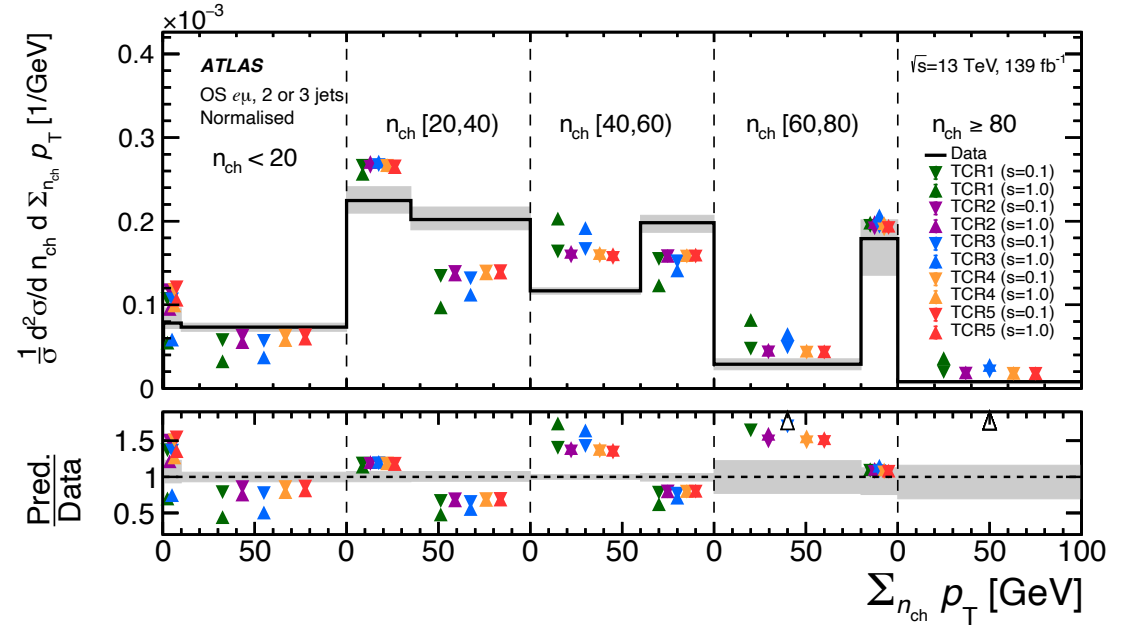 ×10⁻³
1/σ d²σ/d n_ch d Σ_{n_ch} p_T [1/GeV]
0.4
0.3
0.2
0.1
0
ATLAS
OS eμ, 2 or 3 jets
Normalised
√s=13 TeV, 139 fb⁻¹
n_ch < 20
n_ch [20,40)
n_ch [40,60)
n_ch [60,80)
n_ch ≥ 80
Data
TCR1 (s=0.1)
TCR1 (s=1.0)
TCR2 (s=0.1)
TCR2 (s=1.0)
TCR3 (s=0.1)
TCR3 (s=1.0)
TCR4 (s=0.1)
TCR4 (s=1.0)
TCR5 (s=0.1)
TCR5 (s=1.0)
Pred.
Data
1.5
1
0.5
0 50 0 50 0 50 0 50 0 50 100
Σ_{n_ch} p_T [GeV]